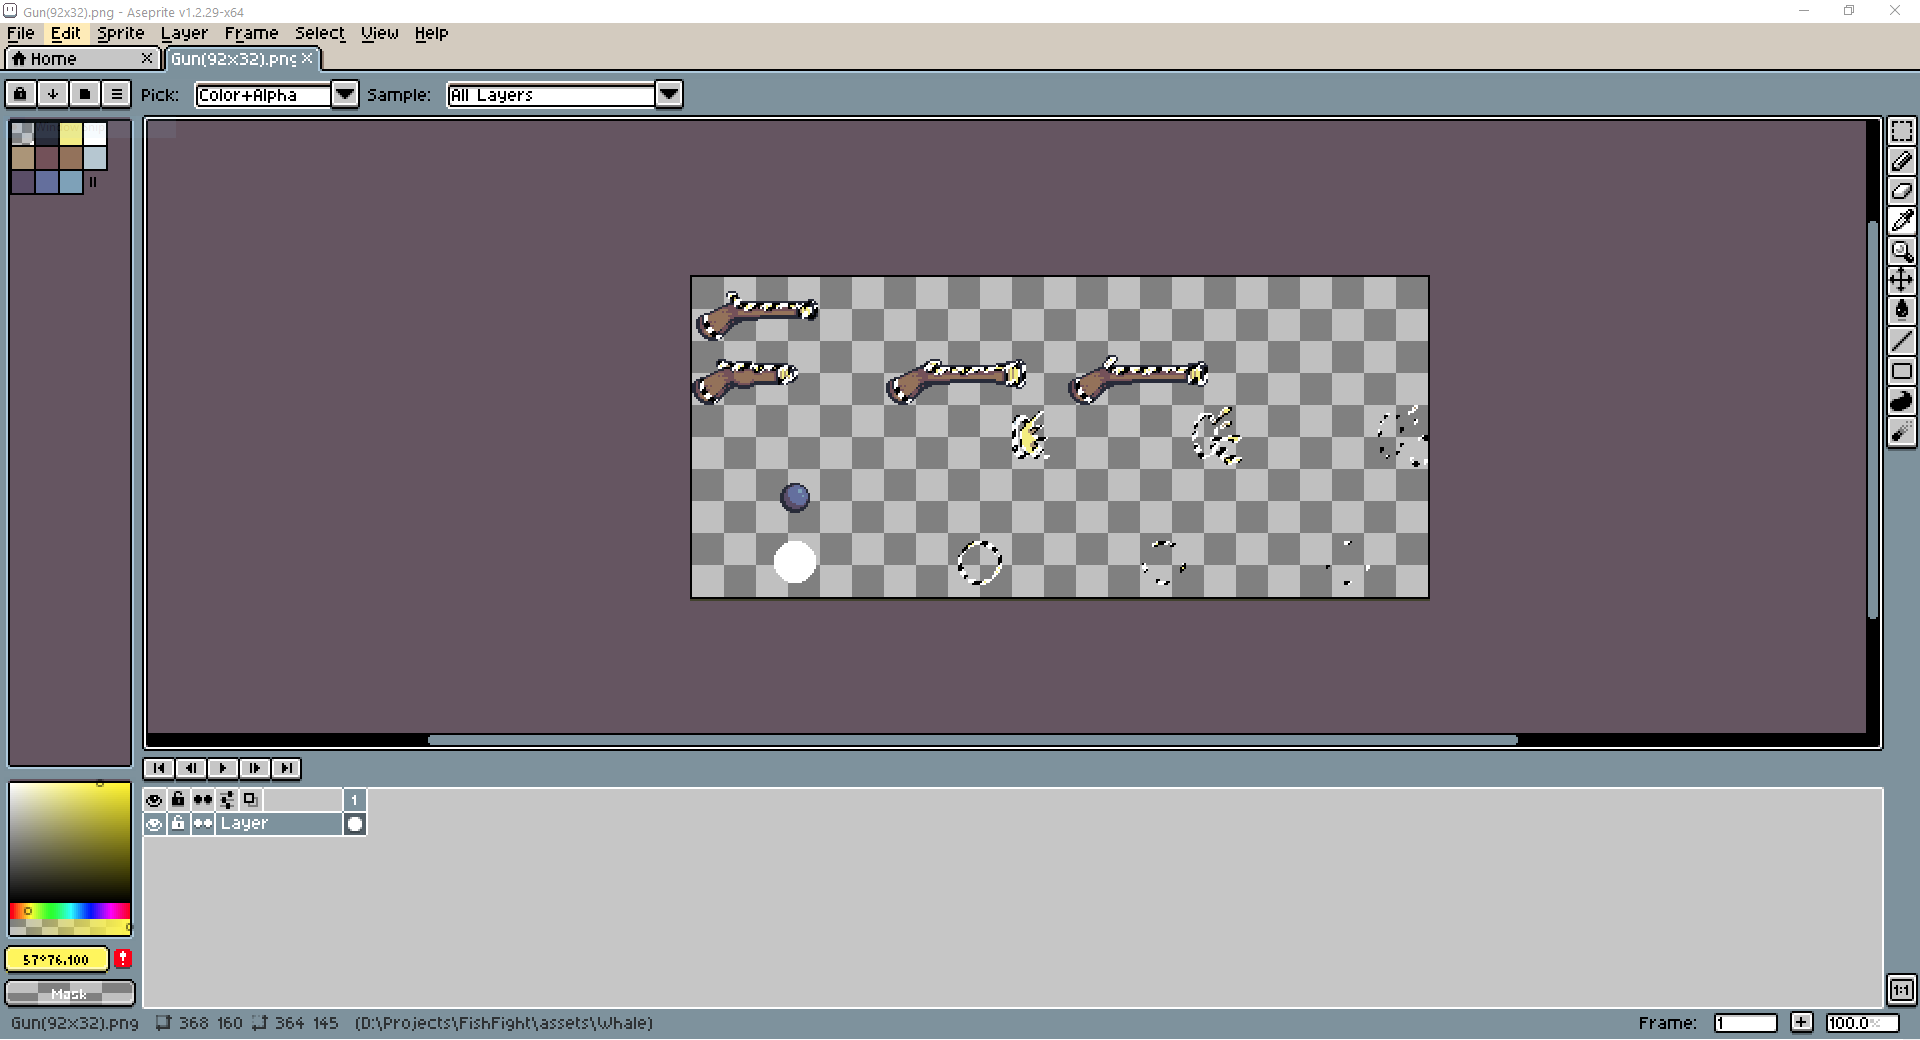 Gun(92x32).png - Aseprite v1.2.29-x64
File Edit Sprite Layer Frame Select View Help
Home Gun(92x32).png
Pick: Color+Alpha Sample: All Layers
1
Layer
57°76.100
Mask
1:1
Gun(92x32).png 368 160 364 145 (D:\Projects\FishFight\assets\Whale) Frame: 1 + 100.0%